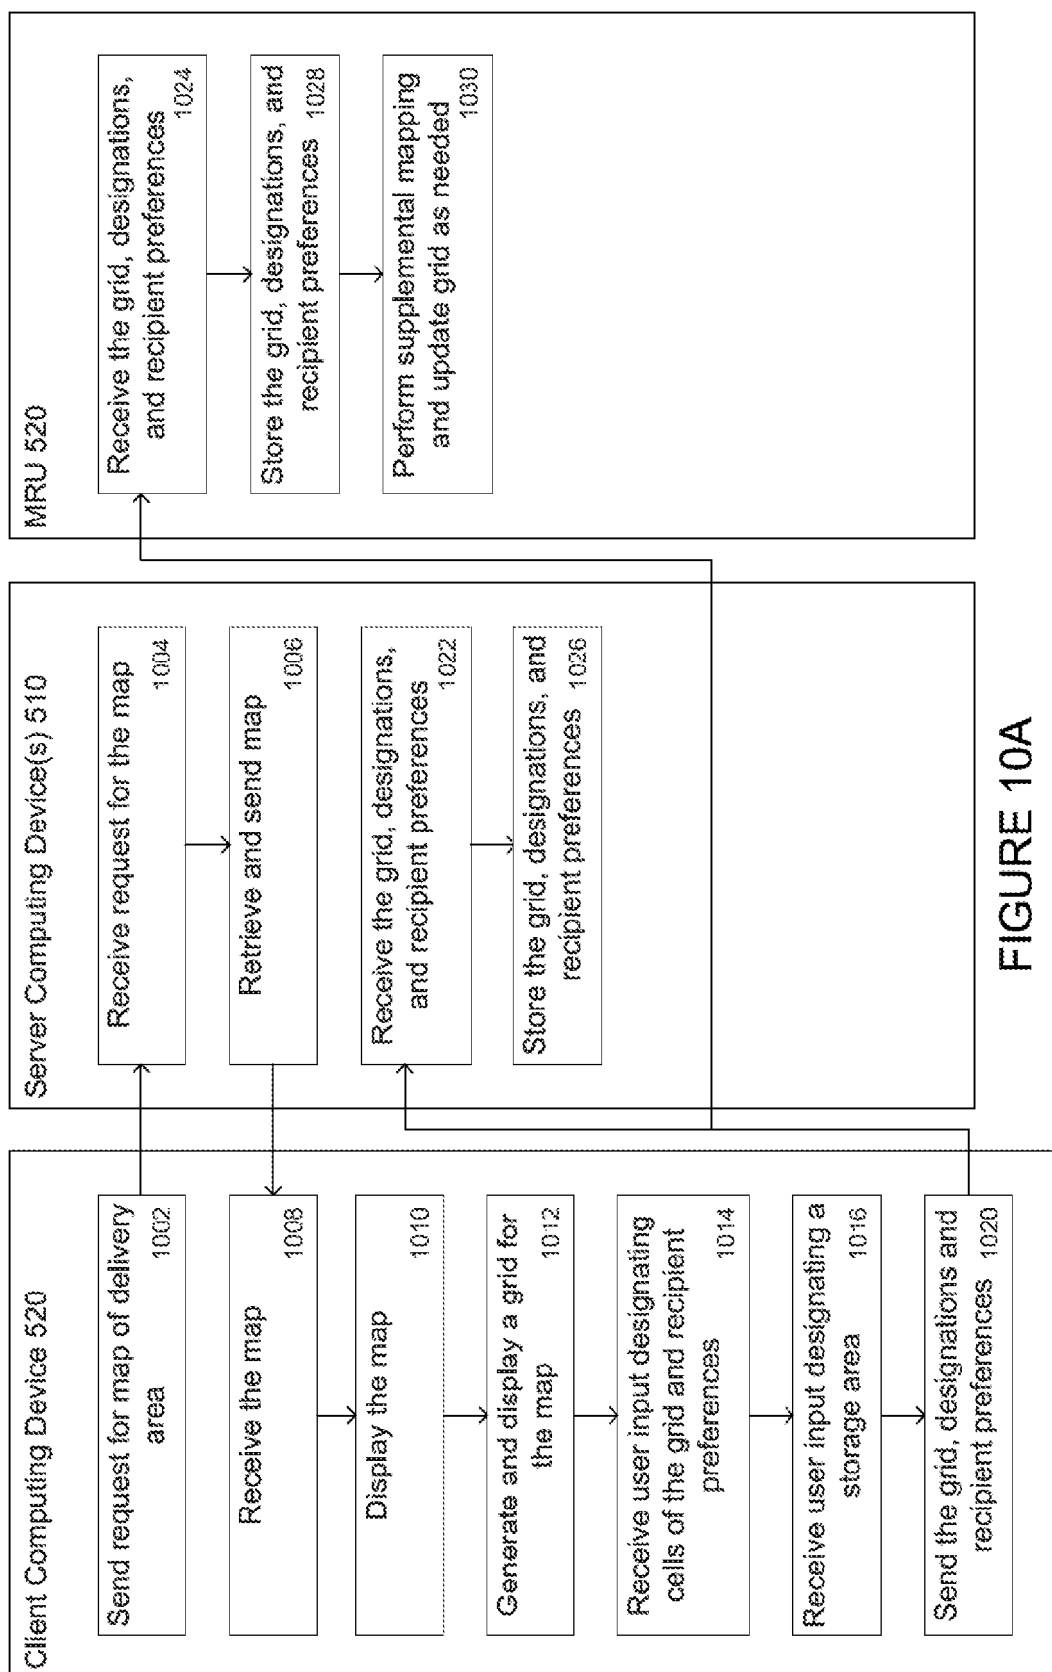 Client Computing Device 520
Send request for map of delivery
area
1002
Receive the map
1008
Display the map
1010
Generate and display a grid for
the map
1012
Receive user input designating
cells of the grid and recipient
preferences
1014
Receive user input designating a
storage area
1016
Send the grid, designations and
recipient preferences
1020
Server Computing Device(s) 510
Receive request for the map
1004
Retrieve and send map
1006
Receive the grid, designations,
and recipient preferences
1022
Store the grid, designations, and
recipient preferences
1026
MRU 520
Receive the grid, designations,
and recipient preferences
1024
Store the grid, designations, and
recipient preferences
1028
Perform supplemental mapping
and update grid as needed
1030
FIGURE 10A